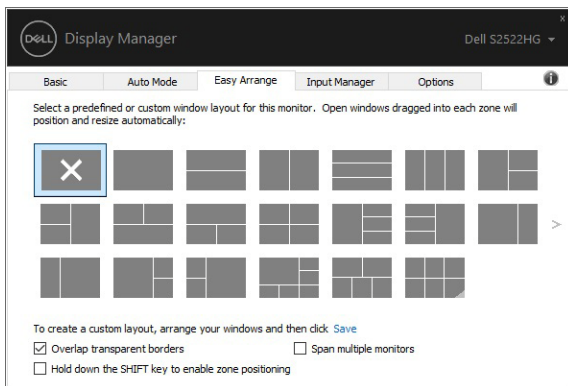 DELL Display Manager Dell S2522HG
Basic Auto Mode Easy Arrange Input Manager Options
Select a predefined or custom window layout for this monitor. Open windows dragged into each zone will
position and resize automatically:
To create a custom layout, arrange your windows and then click Save
Overlap transparent borders Span multiple monitors
Hold down the SHIFT key to enable zone positioning